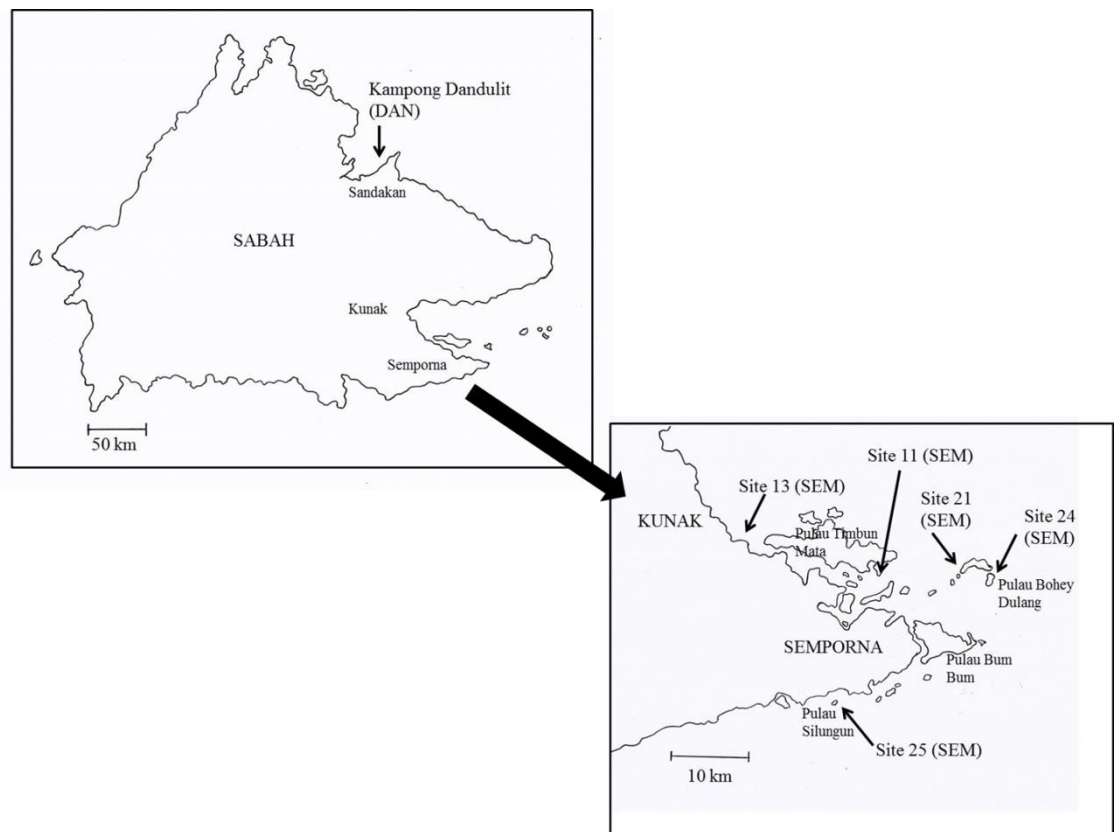 Kampong Dandulit
(DAN)
Sandakan
SABAH
Kunak
Semporna
50 km
Site 11 (SEM)
Site 13 (SEM)
Site 21
(SEM)
Site 24
(SEM)
KUNAK
Pulau Timbun
Mata
Pulau Bohey
Dulang
SEMPORNA
Pulau Bum
Bum
Pulau
Silungun
Site 25 (SEM)
10 km